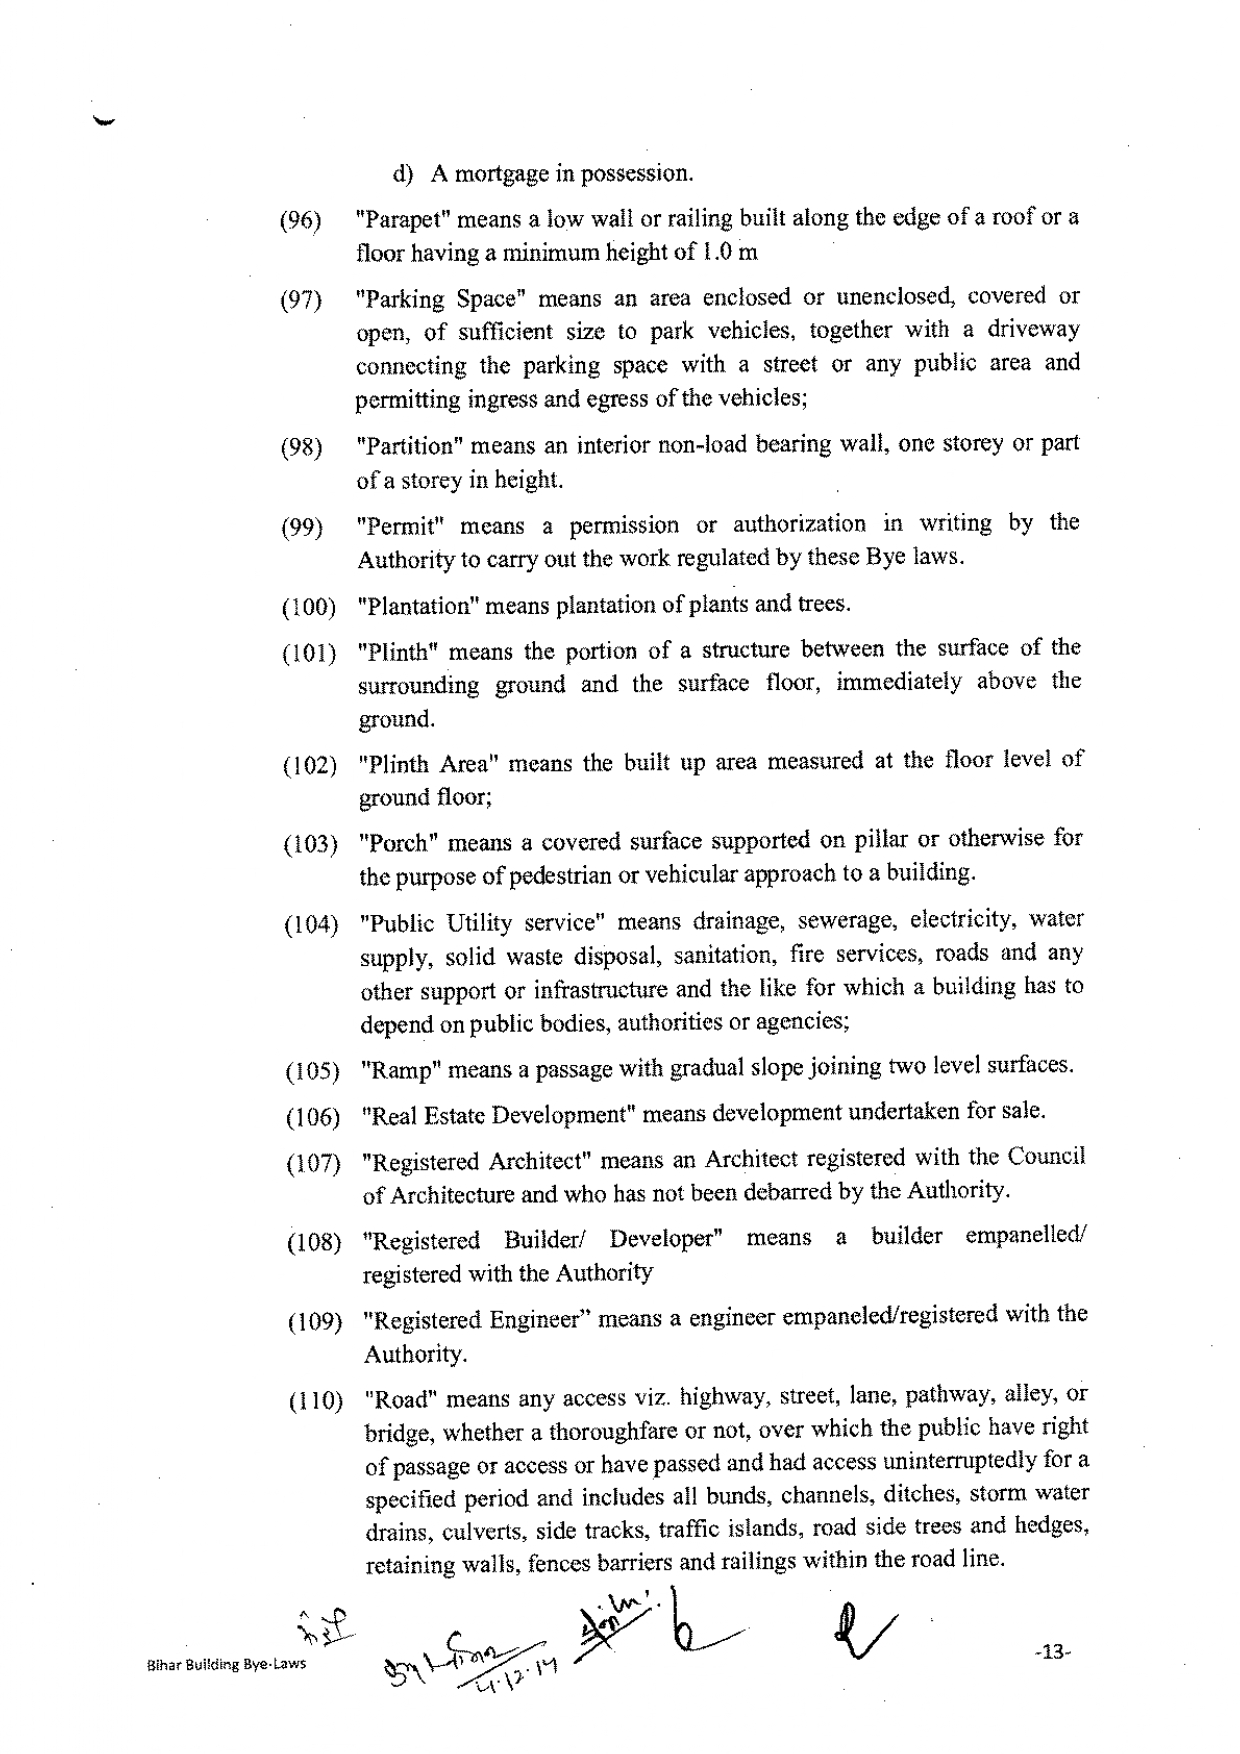 d) A mortgage in possession.
(96) "Parapet" means a low wall or railing built along the edge of a roof or a
floor having a minimum height of 1.0 m
(97) "Parking Space" means an area enclosed or unenclosed, covered or
open, of sufficient size to park vehicles, together with a driveway
connecting the parking space with a street or any public area and
permitting ingress and egress of the vehicles;
(98) "Partition" means an interior non-load bearing wall, one storey or part
of a storey in height.
(99) "Permit" means a permission or authorization in writing by the
Authority to carry out the work regulated by these Bye laws.
(100) "Plantation" means plantation of plants and trees.
(101) "Plinth" means the portion of a structure between the surface of the
surrounding ground and the surface floor, immediately above the
ground.
(102) "Plinth Area" means the built up area measured at the floor level of
ground floor;
(103) "Porch" means a covered surface supported on pillar or otherwise for
the purpose of pedestrian or vehicular approach to a building.
(104) "Public Utility service" means drainage, sewerage, electricity, water
supply, solid waste disposal, sanitation, fire services, roads and any
other support or infrastructure and the like for which a building has to
depend on public bodies, authorities or agencies;
(105) "Ramp" means a passage with gradual slope joining two level surfaces.
(106) "Real Estate Development" means development undertaken for sale.
(107) "Registered Architect" means an Architect registered with the Council
of Architecture and who has not been debarred by the Authority.
(108) "Registered Builder/ Developer" means a builder empanelled/
registered with the Authority
(109) "Registered Engineer" means a engineer empaneled/registered with the
Authority.
(110) "Road" means any access viz. highway, street, lane, pathway, alley, or
bridge, whether a thoroughfare or not, over which the public have right
of passage or access or have passed and had access uninterruptedly for a
specified period and includes all bunds, channels, ditches, storm water
drains, culverts, side tracks, traffic islands, road side trees and hedges,
retaining walls, fences barriers and railings within the road line.
4.12.14
Bihar Building Bye-Laws -13-